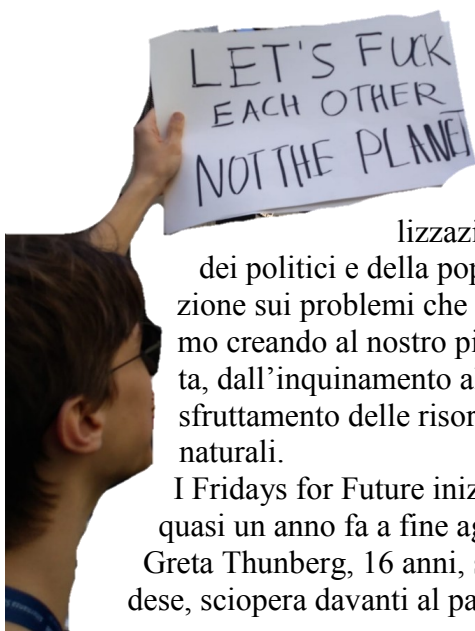 LET'S FUCK
EACH OTHER
NOT THE PLANET
lizzazi
dei politici e della pop
zione sui problemi che
mo creando al nostro pi
ta, dall’inquinamento a
sfruttamento delle risor
naturali.
I Fridays for Future iniz
quasi un anno fa a fine ag
Greta Thunberg, 16 anni, s
dese, sciopera davanti al pa